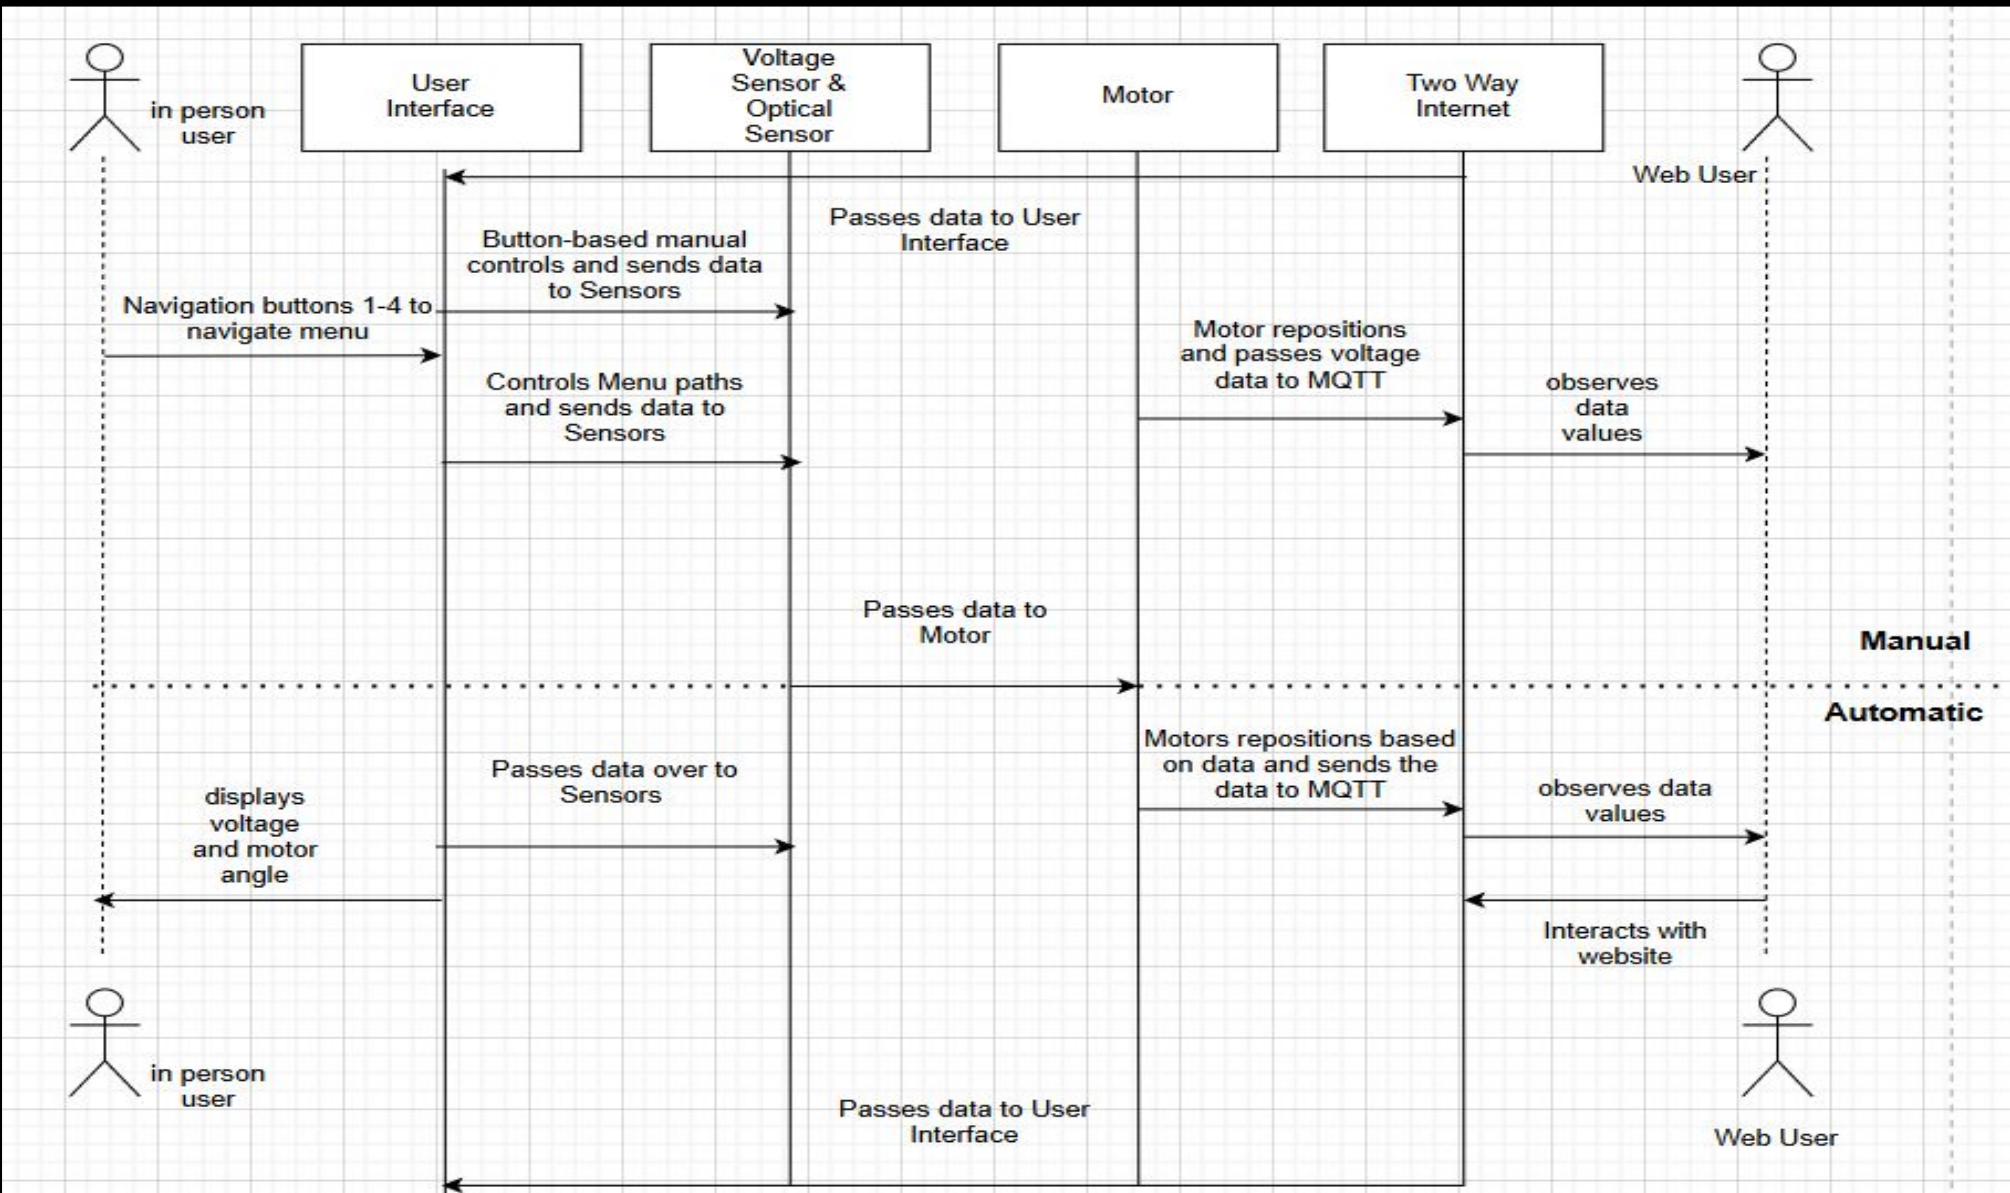 in person
user
User
Interface
Voltage
Sensor &
Optical
Sensor
Motor
Two Way
Internet
Web User
Passes data to User
Interface
Button-based manual
controls and sends data
to Sensors
Navigation buttons 1-4 to
navigate menu
Motor repositions
and passes voltage
data to MQTT
Controls Menu paths
and sends data to
Sensors
observes
data
values
Passes data to
Motor
Manual
Automatic
Motors repositions based
on data and sends the
data to MQTT
Passes data over to
Sensors
displays
voltage
and motor
angle
observes data
values
Interacts with
website
in person
user
Passes data to User
Interface
Web User